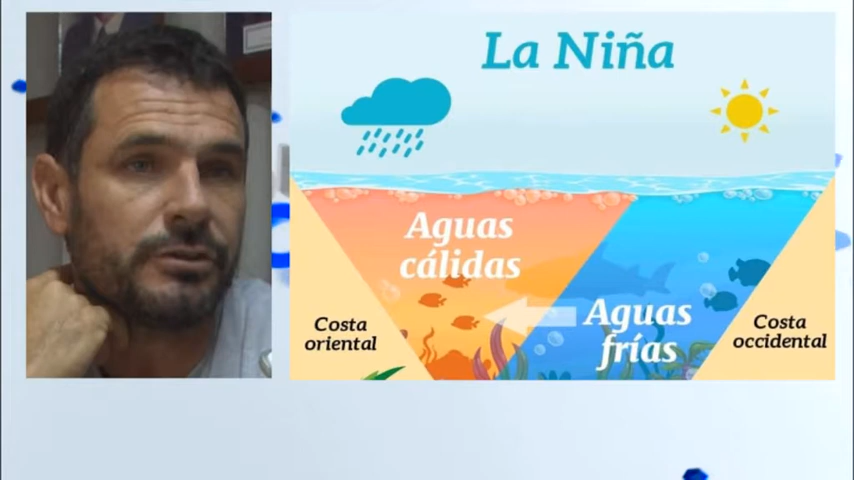 La Niña
Aguas
cálidas
Aguas
frías
Costa
oriental
Costa
occidental